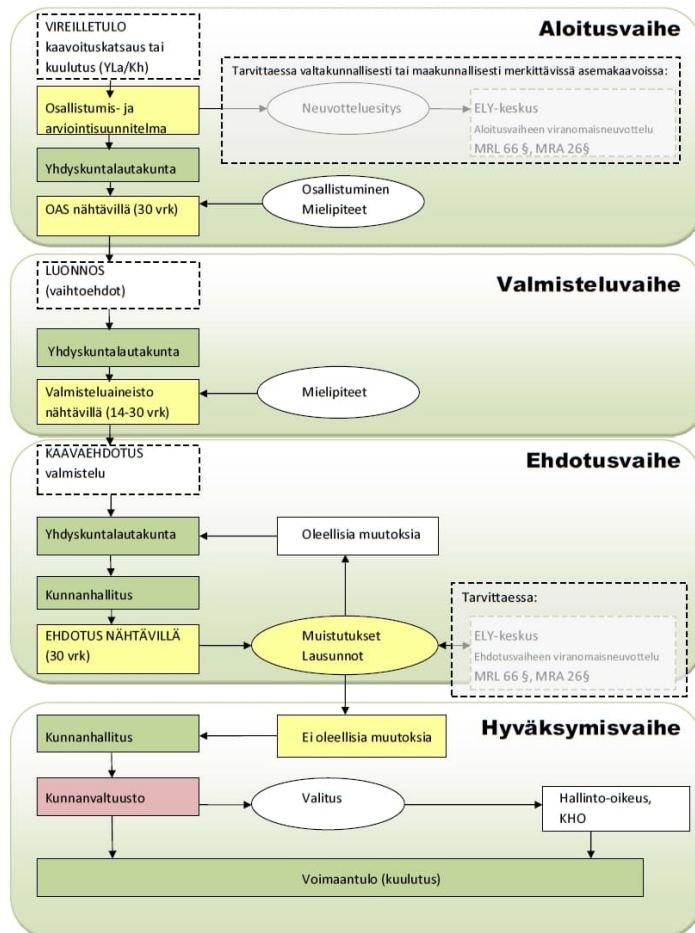 Aloitusvaihe
VIREILLETULO
kaavoituskatsaus tai
kuulutus (YLa/Kh)
Tarvittaessa valtakunnallisesti tai maakunnallisesti merkittävissä asemakaavoissa:
Osallistumis- ja
arviointisuunnitelma
Neuvotteluesitys
ELY-keskus
Aloitusvaiheen viranomaisneuvottelu
MRL 66 §, MRA 26§
Yhdyskuntalautakunta
OAS nähtävillä (30 vrk)
Osallistuminen
Mielipiteet
Valmisteluvaihe
LUONNOS
(vaihtoehdot)
Yhdyskuntalautakunta
Valmisteluaineisto
nähtävillä (14-30 vrk)
Mielipiteet
Ehdotusvaihe
KAAVAEHDOTUS
valmistelu
Yhdyskuntalautakunta
Oleellisia muutoksia
Kunnanhallitus
Tarvittaessa:
EHDOTUS NÄHTÄVILLÄ
(30 vrk)
Muistutukset
Lausunnot
ELY-keskus
Ehdotusvaiheen viranomaisneuvottelu
MRL 66 §, MRA 26§
Hyväksymisvaihe
Kunnanhallitus
Ei oleellisia muutoksia
Kunnanvaltuusto
Valitus
Hallinto-oikeus,
KHO
Voimaantulo (kuulutus)